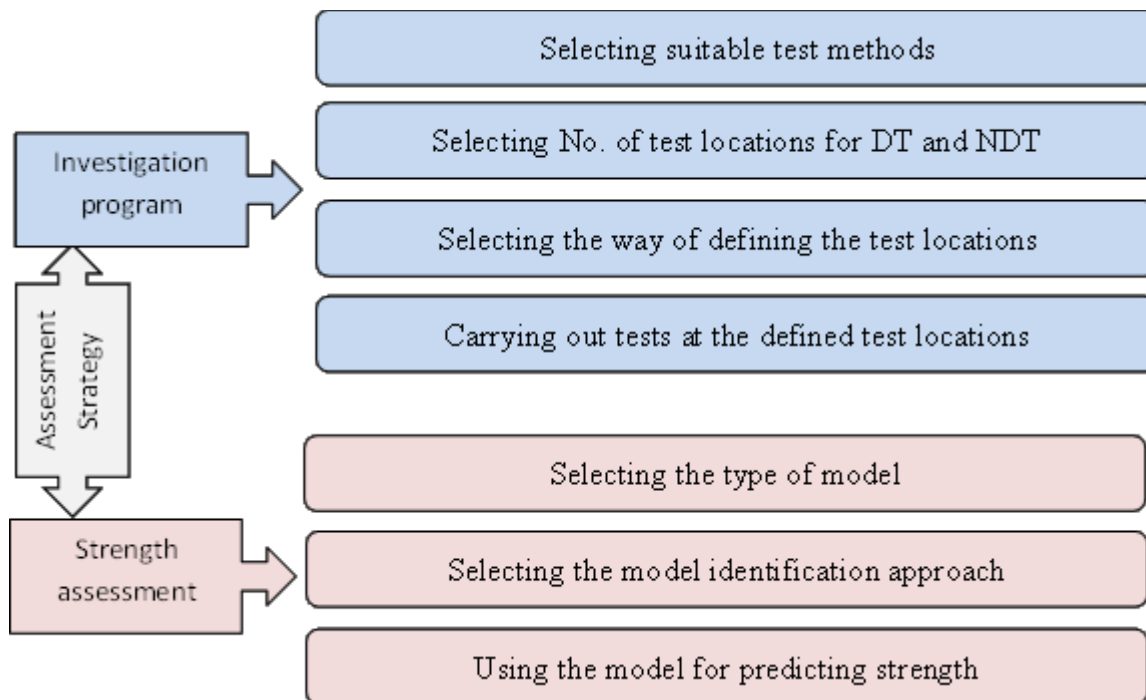 Selecting suitable test methods
Investigation
program
Selecting No. of test locations for DT and NDT
Selecting the way of defining the test locations
Carrying out tests at the defined test locations
Assessment
Strategy
Strength
assessment
Selecting the type of model
Selecting the model identification approach
Using the model for predicting strength